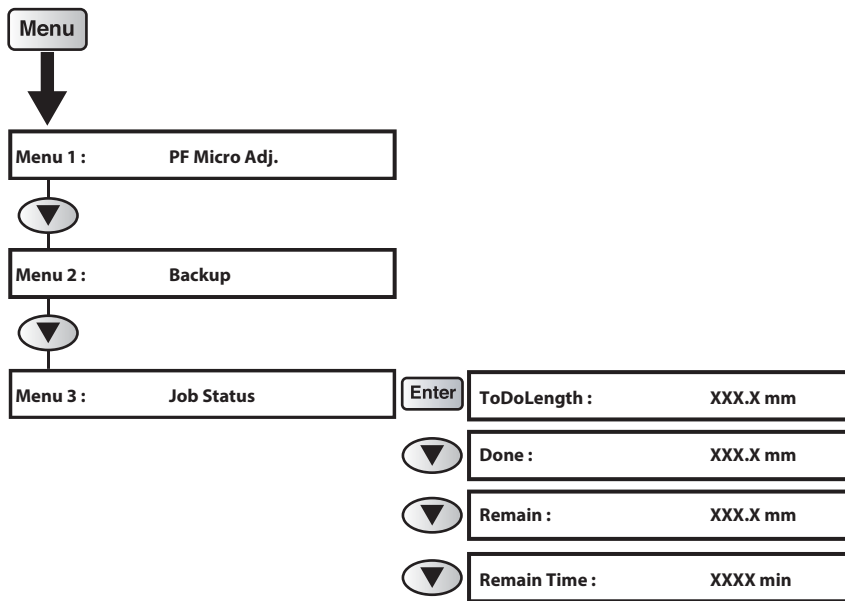 Menu
Menu 1 : PF Micro Adj.
Menu 2 : Backup
Menu 3 : Job Status
Enter
ToDoLength : XXX.X mm
Done : XXX.X mm
Remain : XXX.X mm
Remain Time : XXXX min